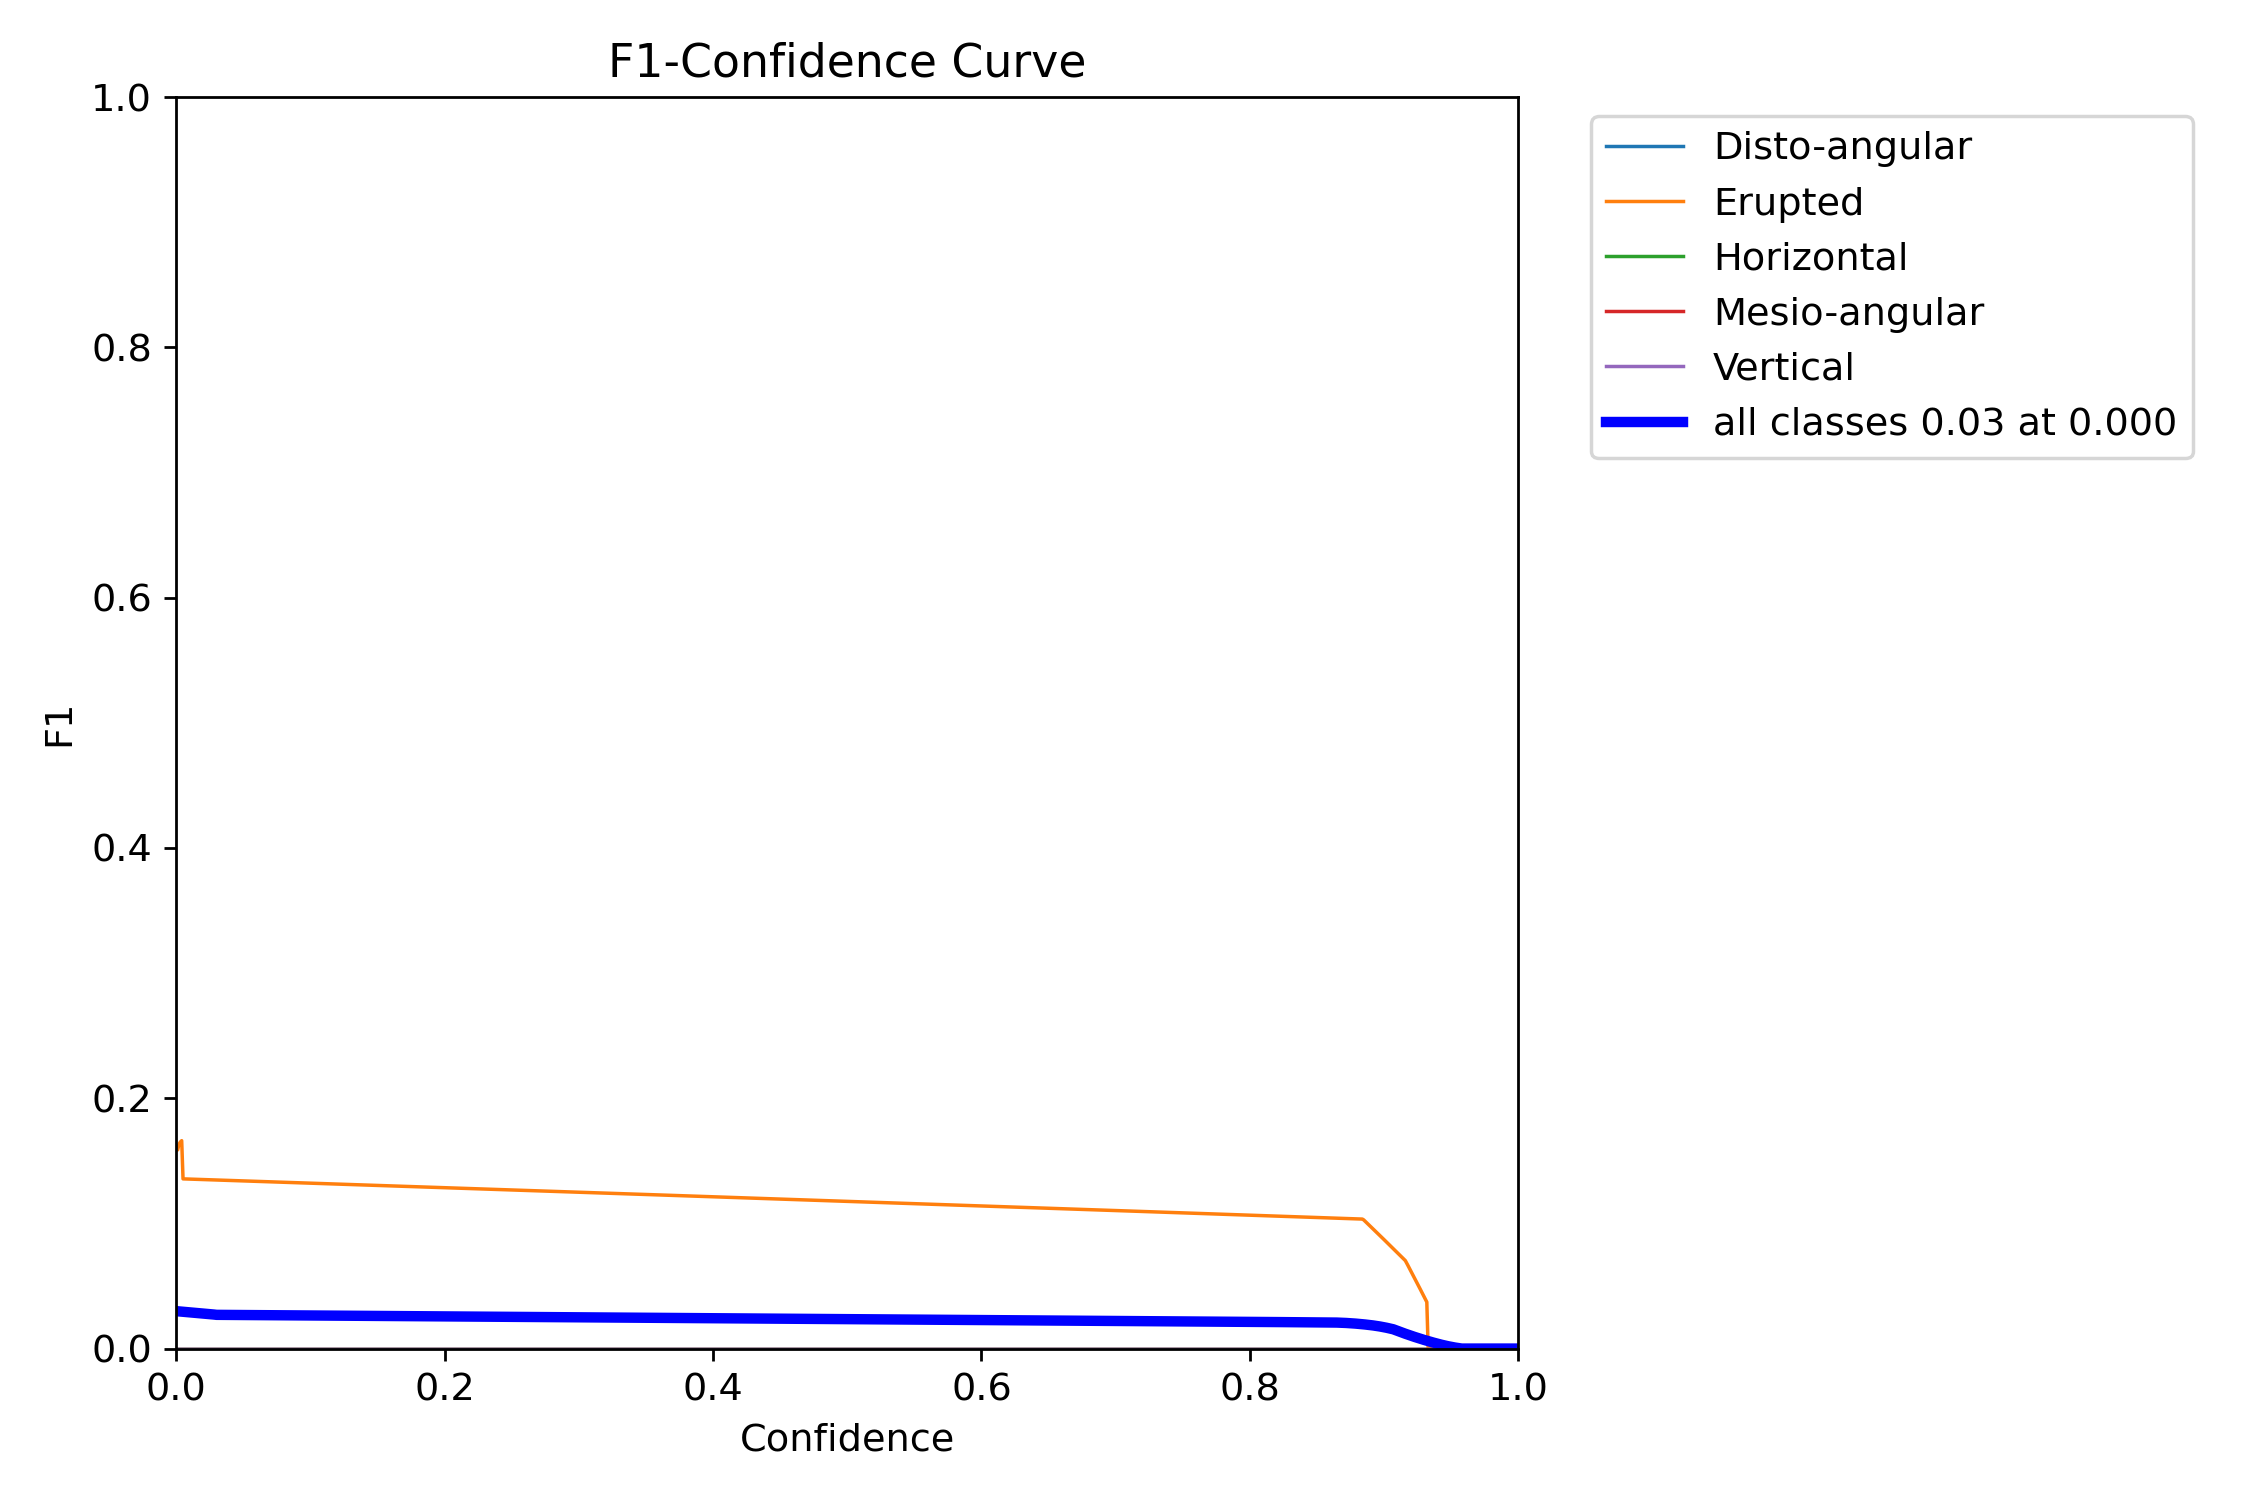 F1-Confidence Curve
1.0
0.8
0.6
0.4
0.2
0.0
F1
0.0 0.2 0.4 0.6 0.8 1.0
Confidence
Disto-angular
Erupted
Horizontal
Mesio-angular
Vertical
all classes 0.03 at 0.000